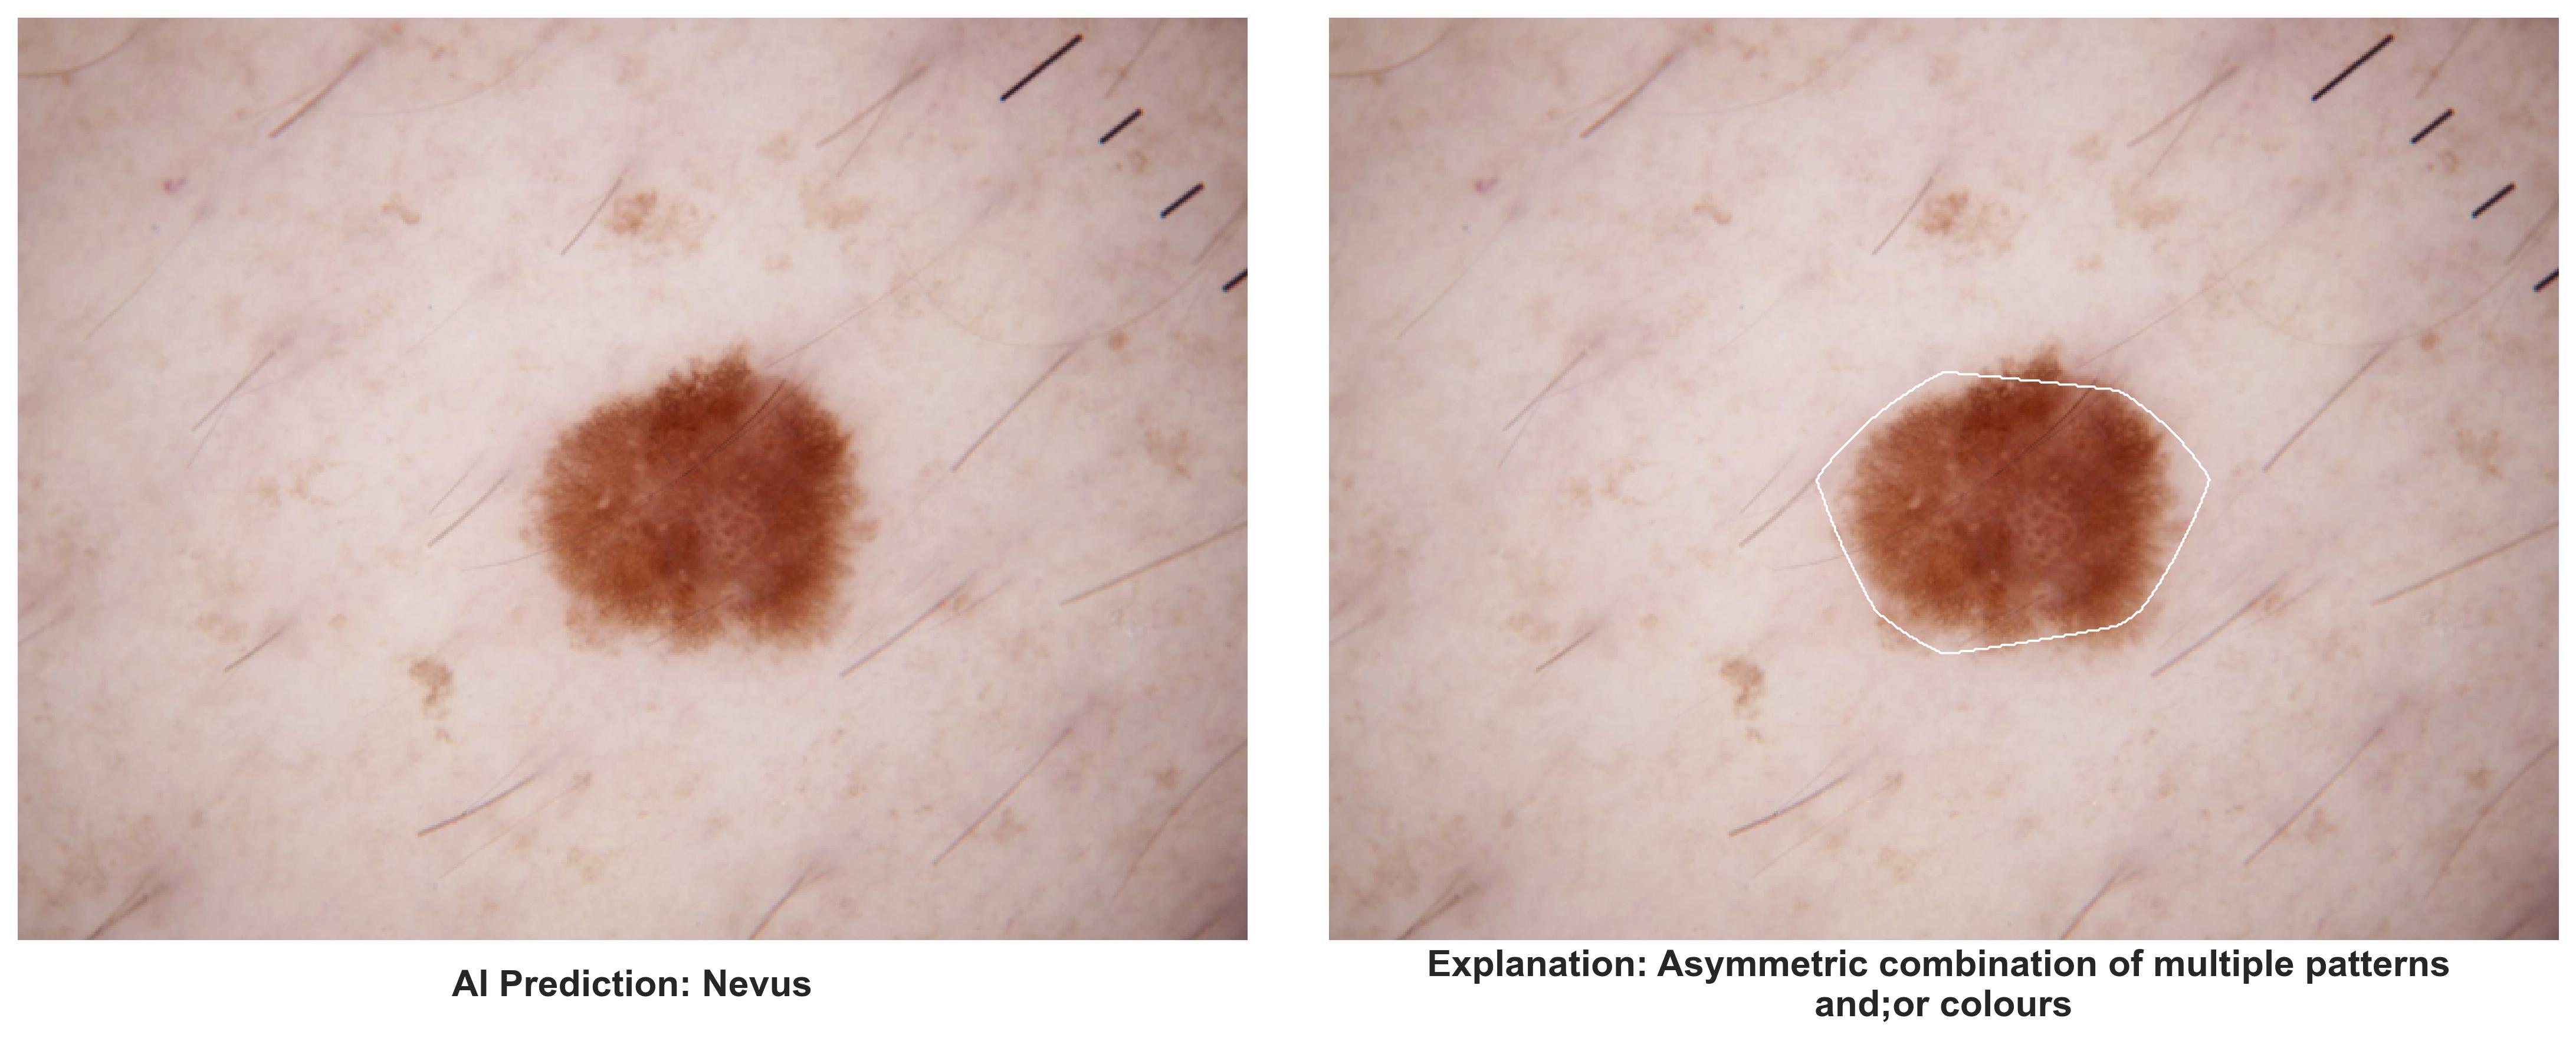 AI Prediction: Nevus
Explanation: Asymmetric combination of multiple patterns
and;or colours